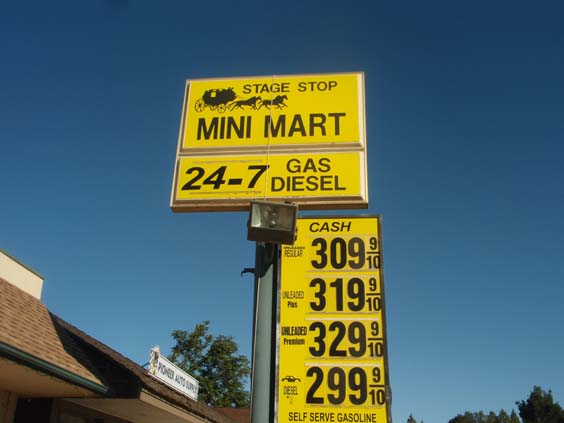 STAGE STOP
MINI MART
24-7 GAS
DIESEL
CASH
UNLEADED
REGULAR 309 9/10
UNLEADED
Plus 319 9/10
UNLEADED
Premium 329 9/10
DIESEL 299 9/10
SELF SERVE GASOLINE
PIONEER AUTO SUPPLY